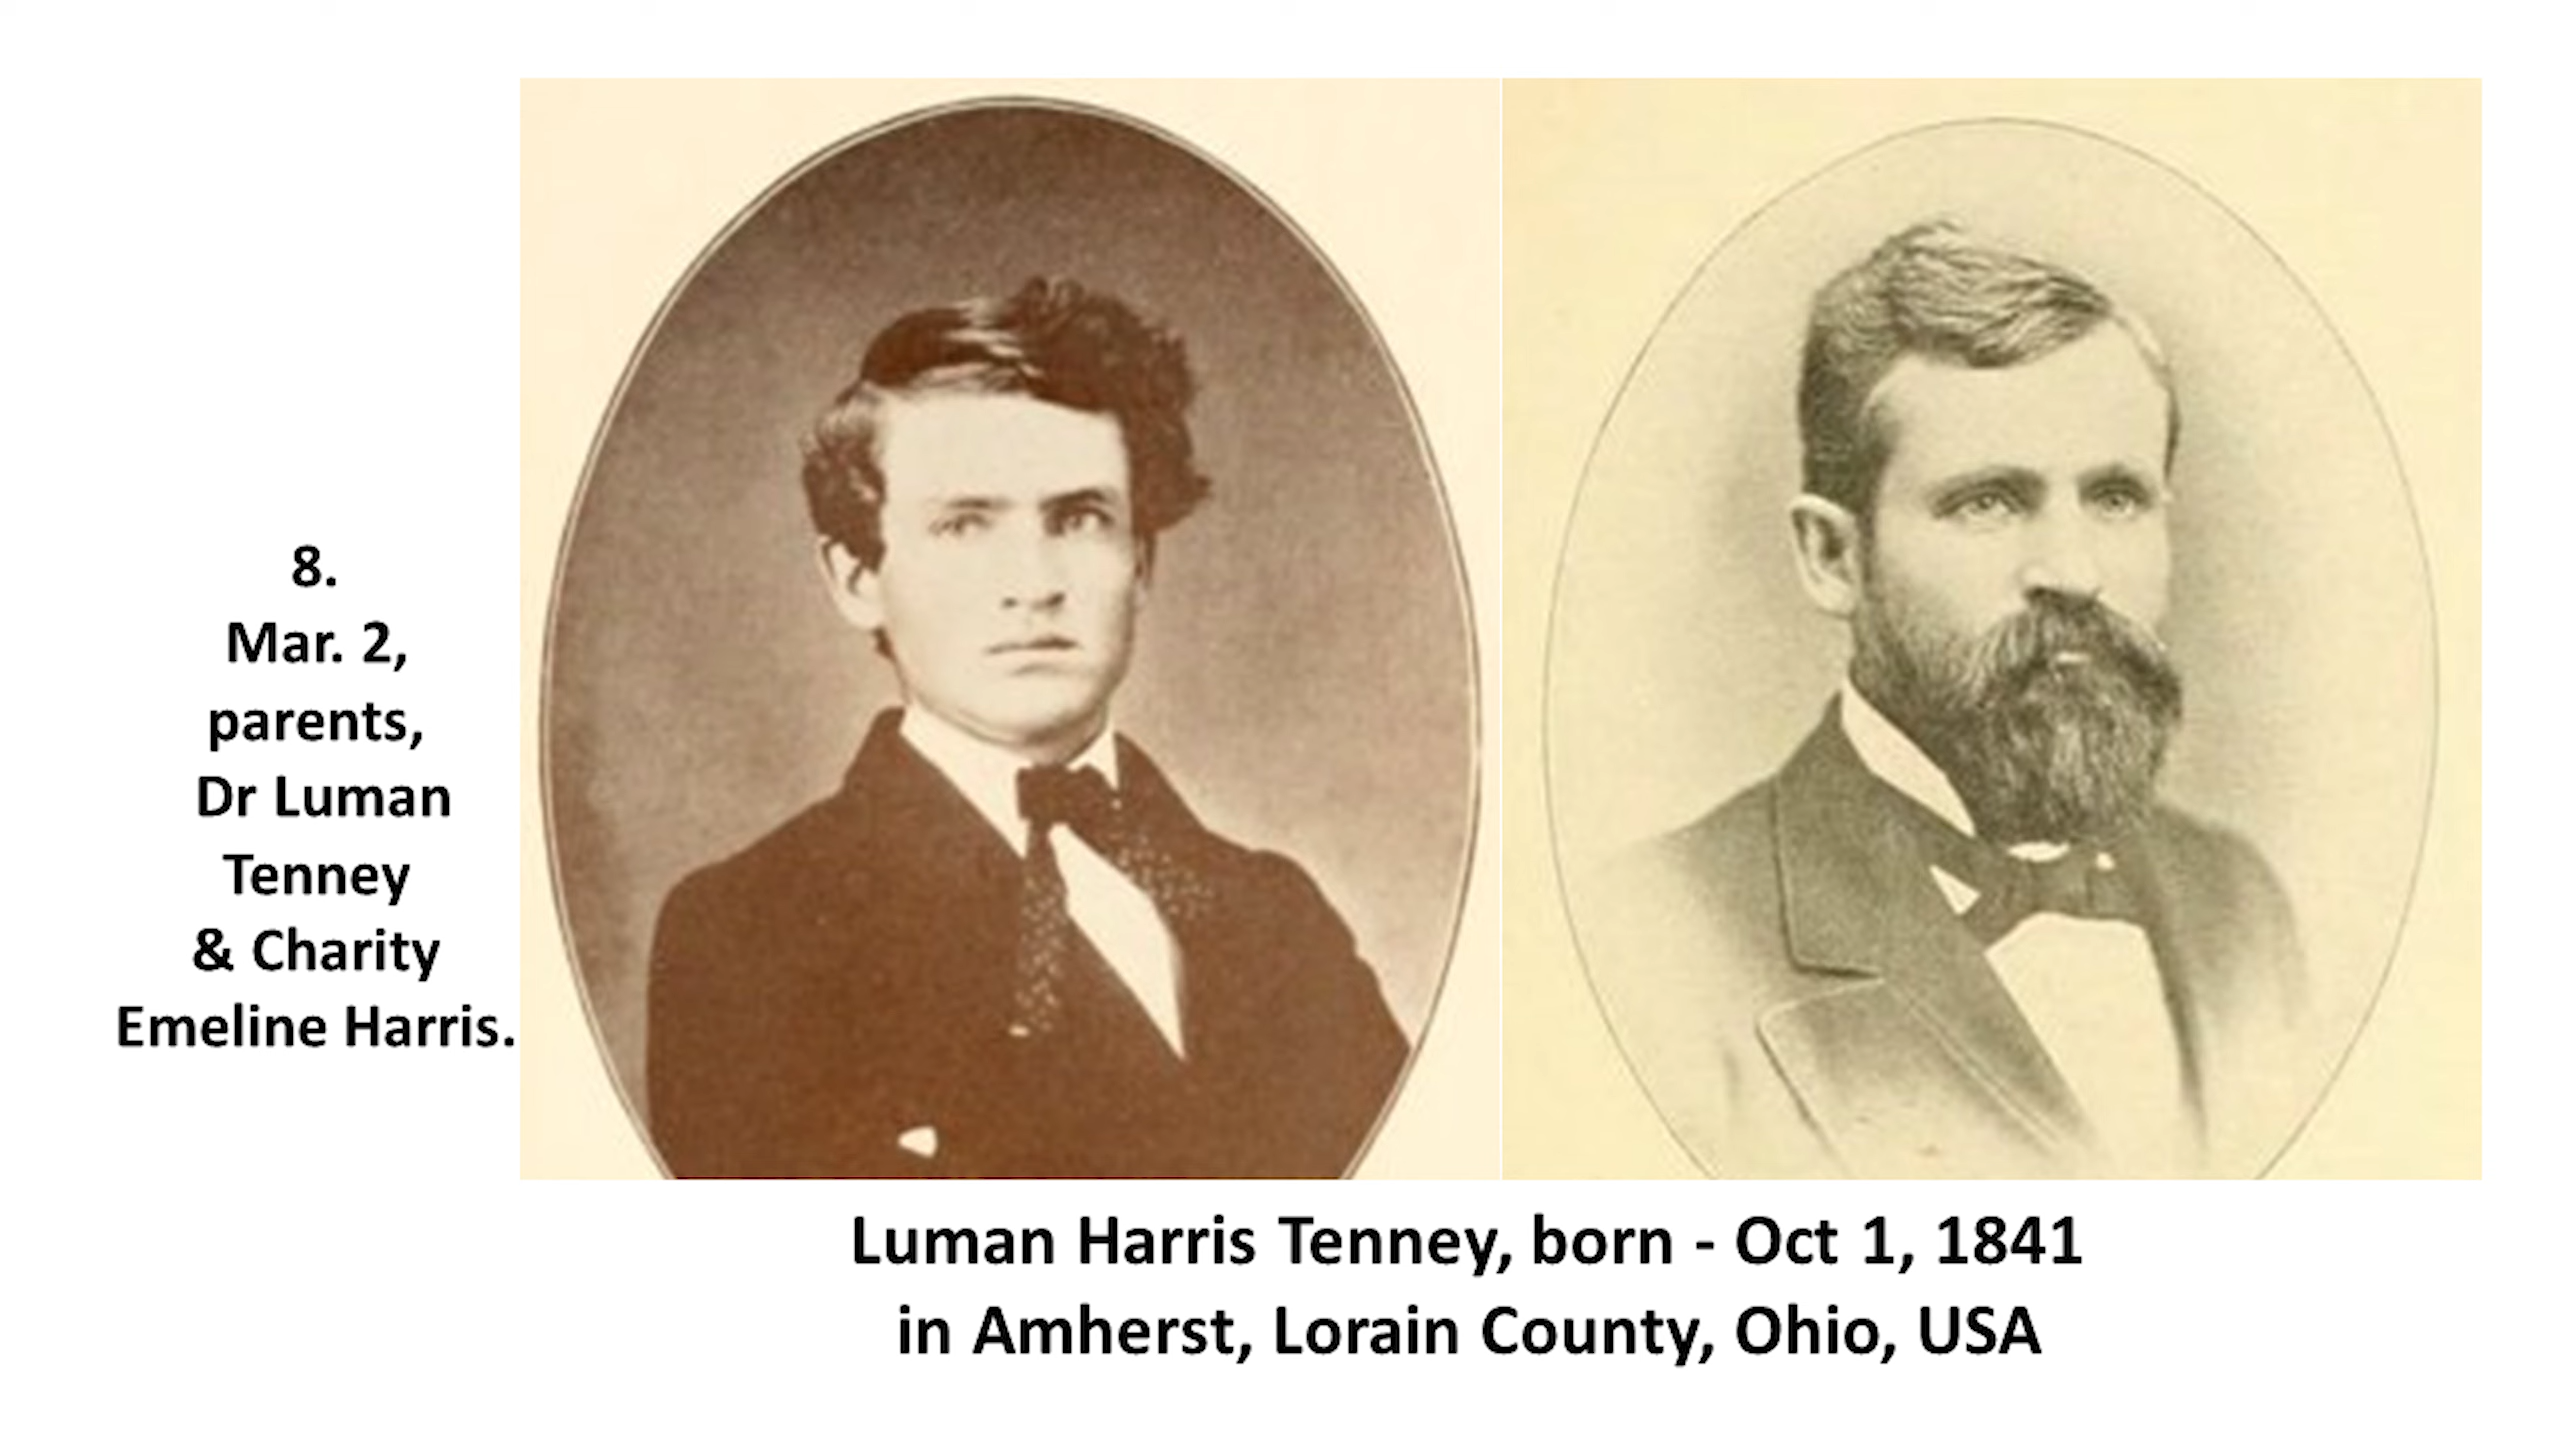 8.
Mar. 2,
parents,
Dr Luman
Tenney
& Charity
Emeline Harris.
Luman Harris Tenney, born - Oct 1, 1841
in Amherst, Lorain County, Ohio, USA